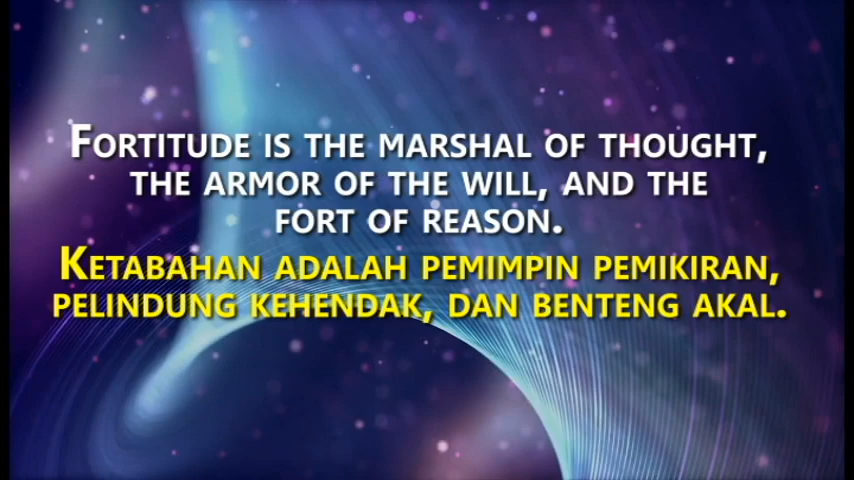 Fortitude is the marshal of thought,
the armor of the will, and the
fort of reason.
Ketabahan adalah pemimpin pemikiran,
pelindung kehendak, dan benteng akal.